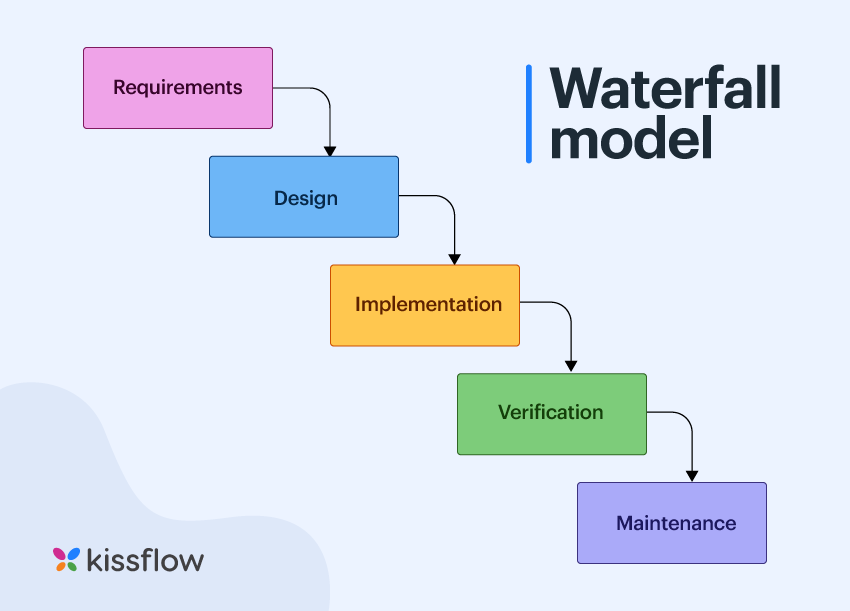 Requirements
Waterfall
model
Design
Implementation
Verification
Maintenance
kissflow